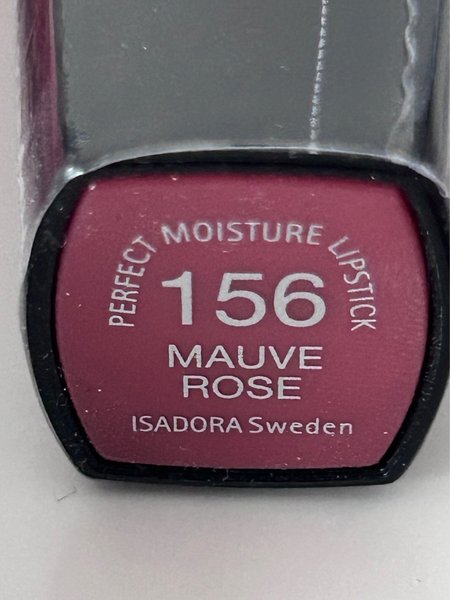 PERFECT MOISTURE LIPSTICK
156
MAUVE
ROSE
ISADORA Sweden